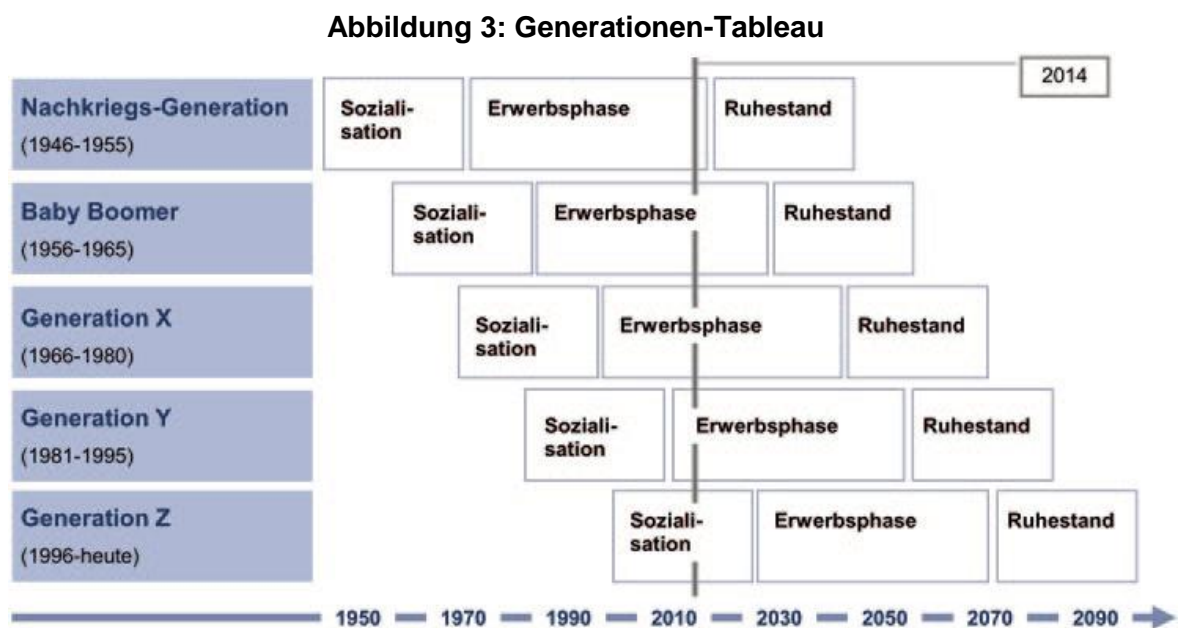 Abbildung 3: Generationen-Tableau
2014
Nachkriegs-Generation
(1946-1955)
Soziali-
sation
Erwerbsphase
Ruhestand
Baby Boomer
(1956-1965)
Soziali-
sation
Erwerbsphase
Ruhestand
Generation X
(1966-1980)
Soziali-
sation
Erwerbsphase
Ruhestand
Generation Y
(1981-1995)
Soziali-
sation
Erwerbsphase
Ruhestand
Generation Z
(1996-heute)
Soziali-
sation
Erwerbsphase
Ruhestand
1950 1970 1990 2010 2030 2050 2070 2090